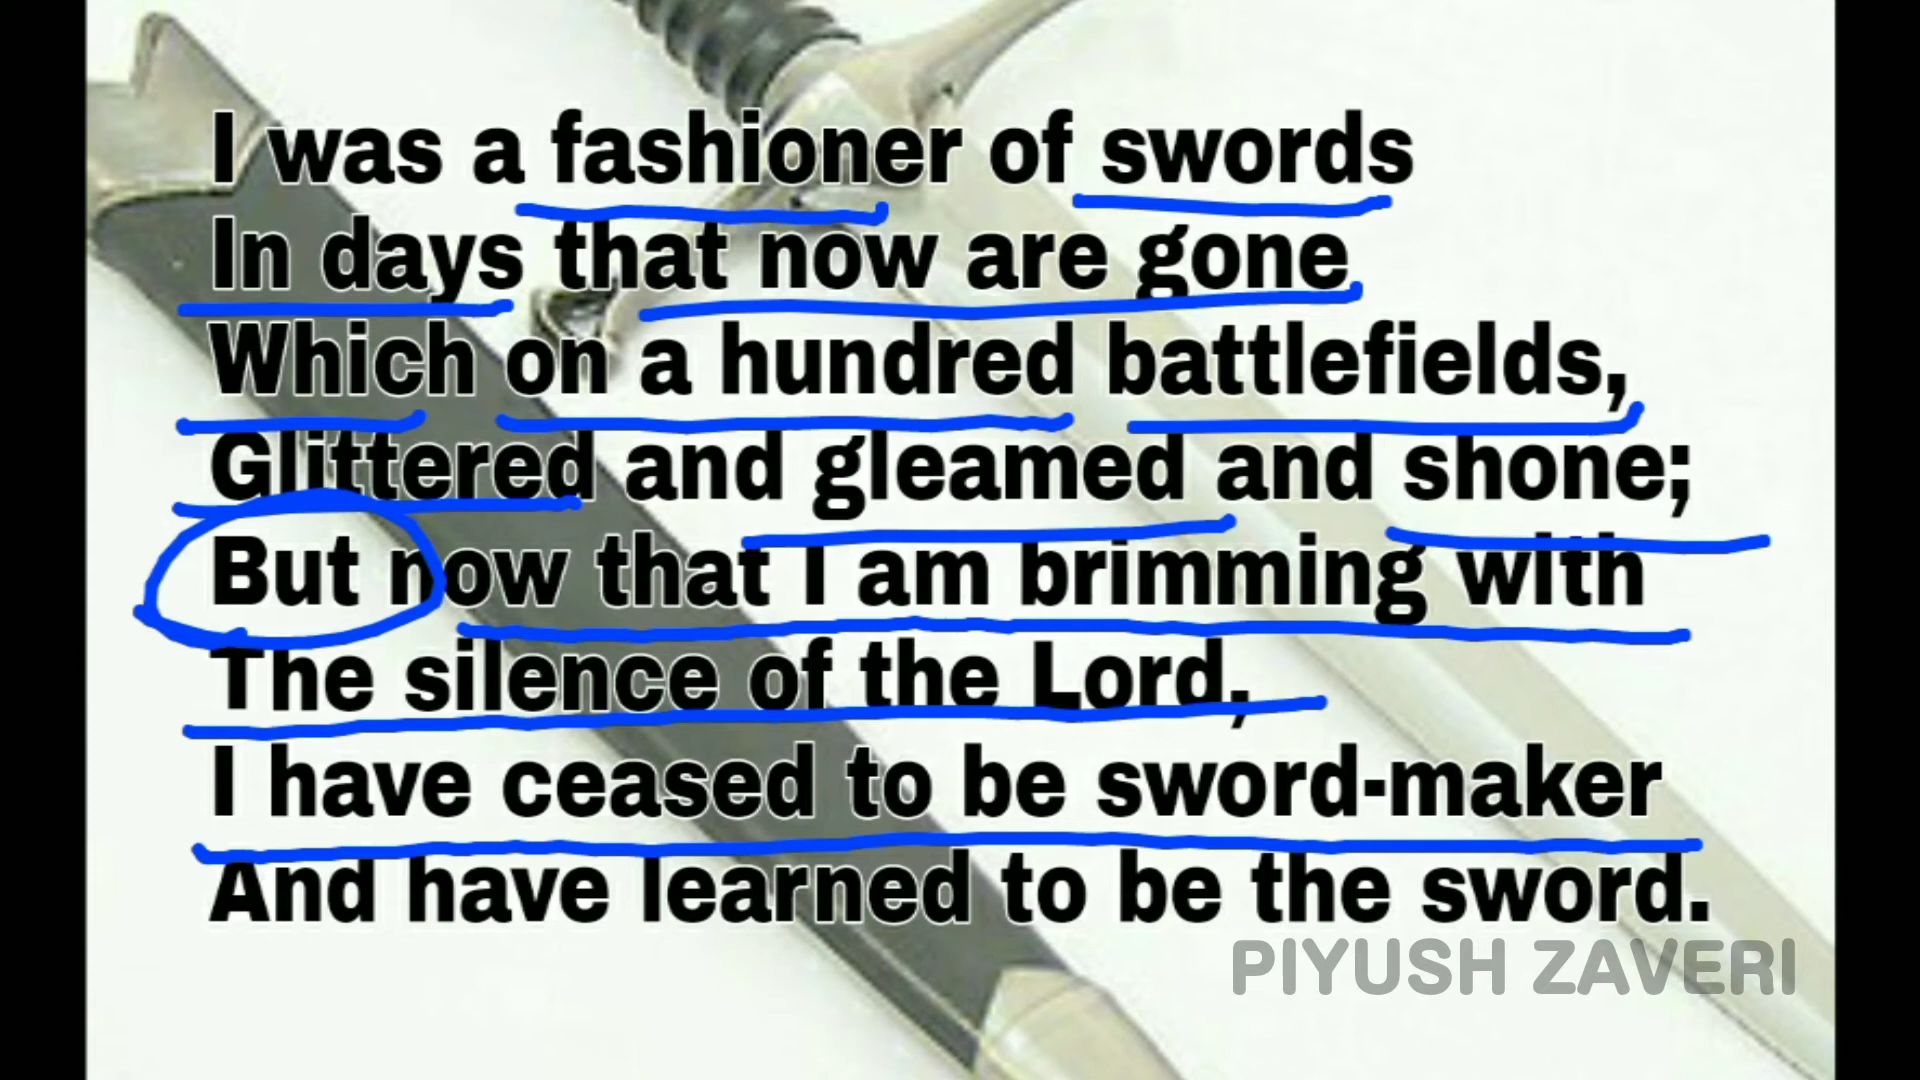 I was a fashioner of swords
In days that now are gone
Which on a hundred battlefields,
Glittered and gleamed and shone;
But now that I am brimming with
The silence of the Lord,
I have ceased to be sword-maker
And have learned to be the sword.
PIYUSH ZAVERI